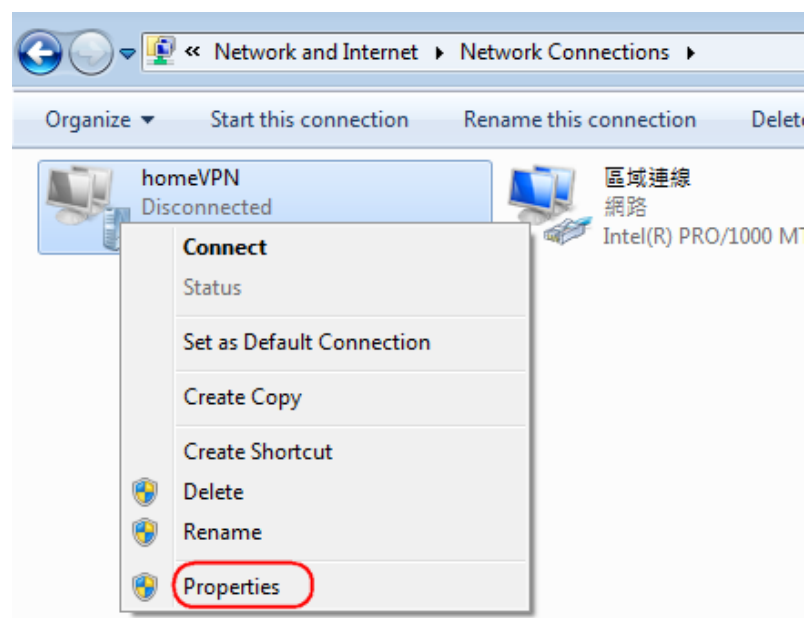 « Network and Internet ▸ Network Connections ▸
Organize ▾ Start this connection Rename this connection Delet
homeVPN
Disconnected
區域連線
網路
Intel(R) PRO/1000 MT
Connect
Status
Set as Default Connection
Create Copy
Create Shortcut
Delete
Rename
Properties